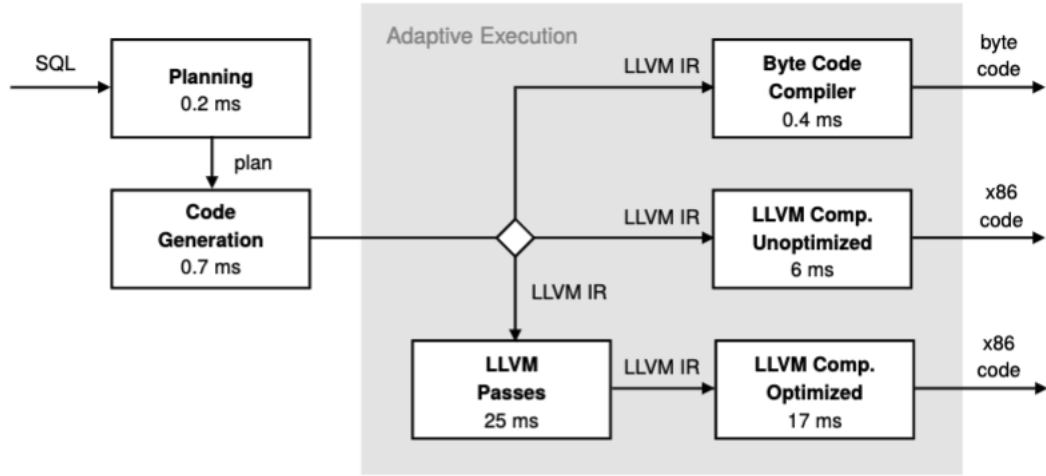 Adaptive Execution
SQL
Planning
0.2 ms
plan
Code
Generation
0.7 ms
LLVM IR
Byte Code
Compiler
0.4 ms
byte
code
LLVM IR
LLVM Comp.
Unoptimized
6 ms
x86
code
LLVM IR
LLVM
Passes
25 ms
LLVM IR
LLVM Comp.
Optimized
17 ms
x86
code